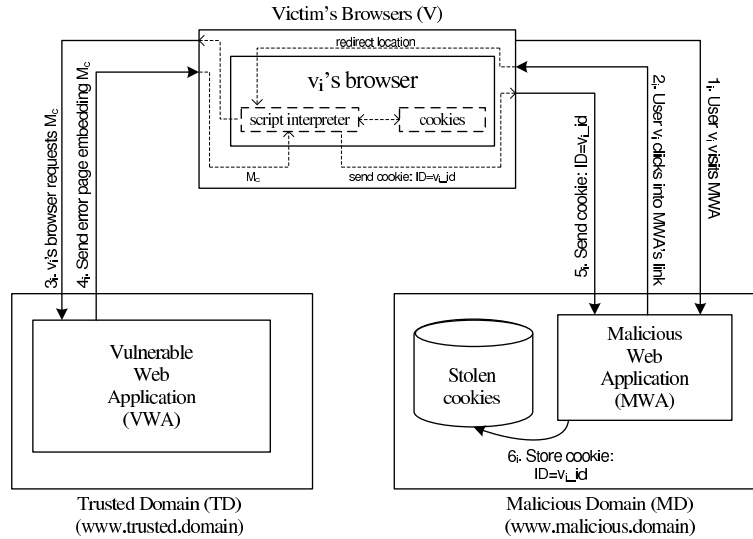 Victim's Browsers (V)
redirect location
vi's browser
script interpreter
cookies
Mc
send cookie: ID=vi_id
3i. vi's browser requests Mc
4i. Send error page embedding Mc
5i. Send cookie: ID=vi_id
2i. User vi clicks into MWA's link
1i. User vi visits MWA
Vulnerable
Web
Application
(VWA)
Stolen
cookies
Malicious
Web
Application
(MWA)
6i. Store cookie:
ID=vi_id
Trusted Domain (TD)
(www.trusted.domain)
Malicious Domain (MD)
(www.malicious.domain)